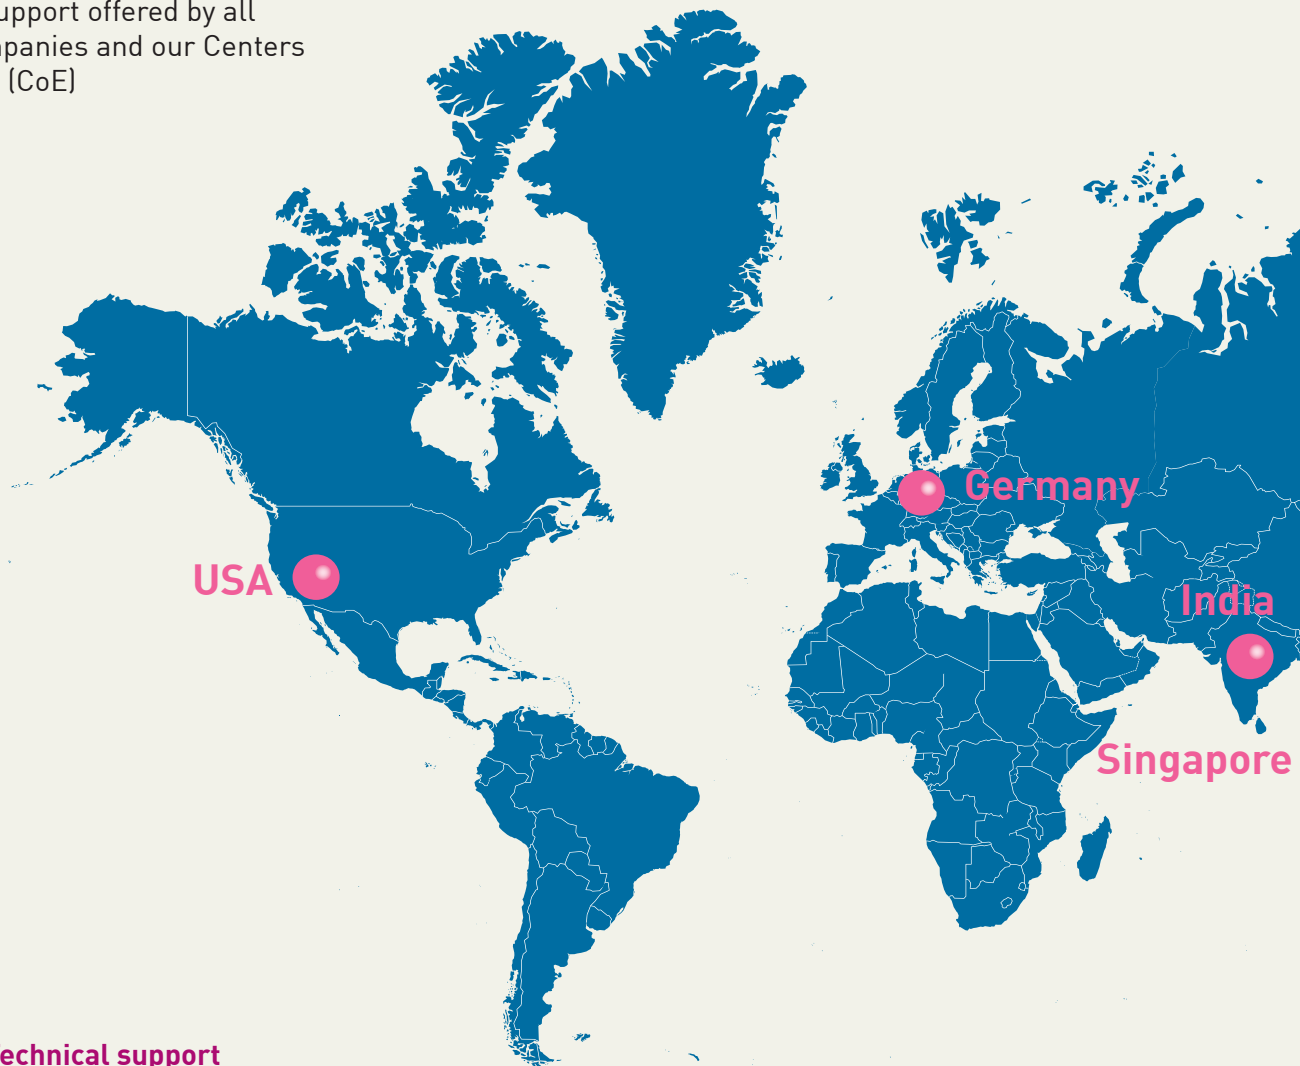 upport offered by all
panies and our Centers
(CoE)
Germany
USA
India
Singapore
echnical support